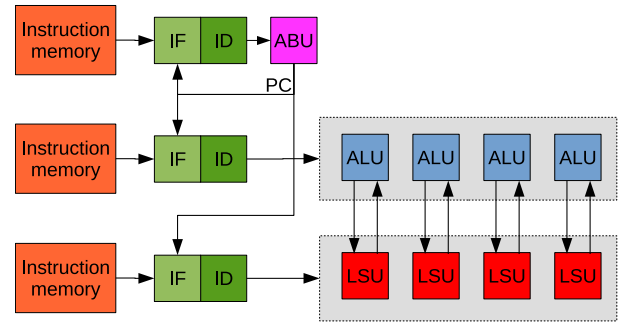 Instruction
memory
IF ID ABU
PC
Instruction
memory
IF ID
ALU ALU ALU ALU
Instruction
memory
IF ID
LSU LSU LSU LSU